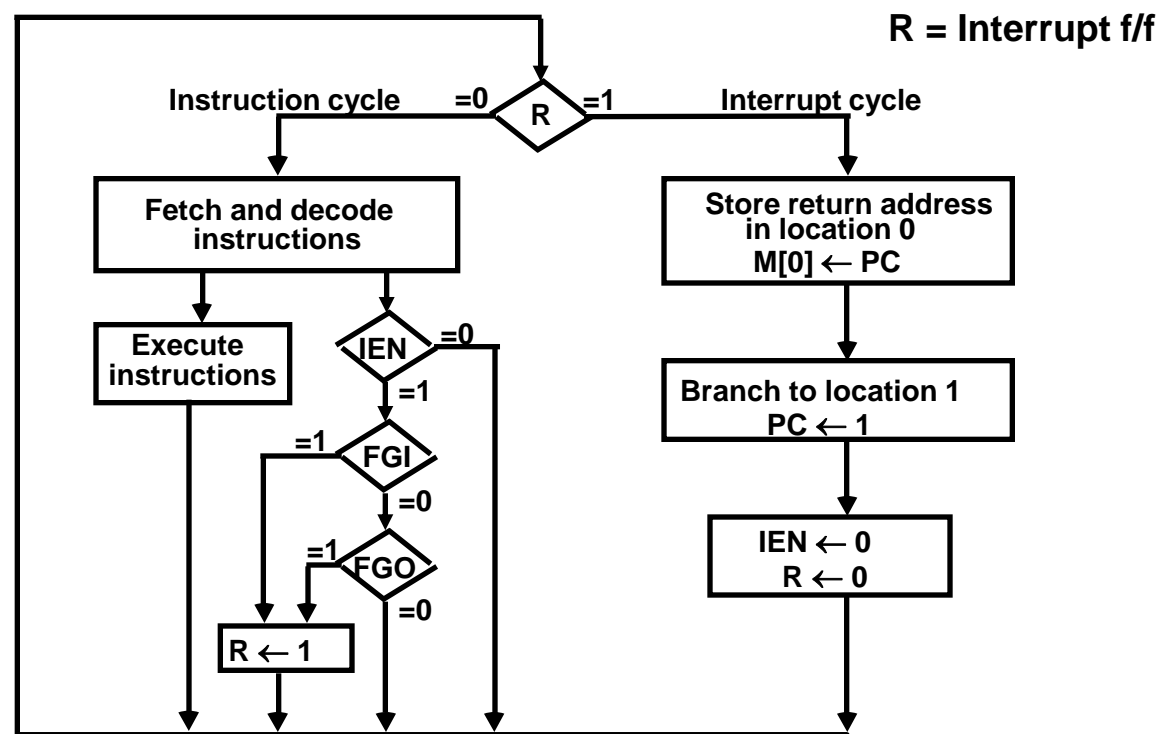 R = Interrupt f/f
Instruction cycle
=0
R
=1
Interrupt cycle
Fetch and decode
instructions
Execute
instructions
IEN
=0
=1
FGI
=1
=0
FGO
=1
=0
R ← 1
Store return address
in location 0
M[0] ← PC
Branch to location 1
PC ← 1
IEN ← 0
R ← 0